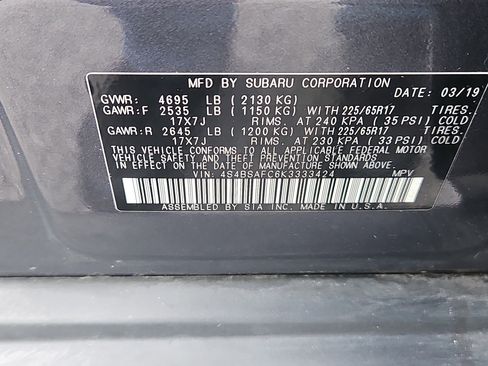 MFD BY SUBARU CORPORATION
DATE: 03/19
GVWR: 4695 LB (2130 KG)
GAWR:F 2535 LB (1150 KG) WITH 225/65R17 TIRES.
17X7J RIMS. AT 240 KPA (35 PSI) COLD
GAWR:R 2645 LB (1200 KG) WITH 225/65R17 TIRES.
17X7J RIMS. AT 230 KPA (33 PSI) COLD
THIS VEHICLE CONFORMS TO ALL APPLICABLE FEDERAL MOTOR
VEHICLE SAFETY, BUMPER, AND THEFT PREVENTION STANDARDS
IN EFFECT ON THE DATE OF MANUFACTURE SHOWN ABOVE.
VIN: 4S4BSAFC6K3333424 MPV
ASSEMBLED BY SIA INC. MADE IN U.S.A.